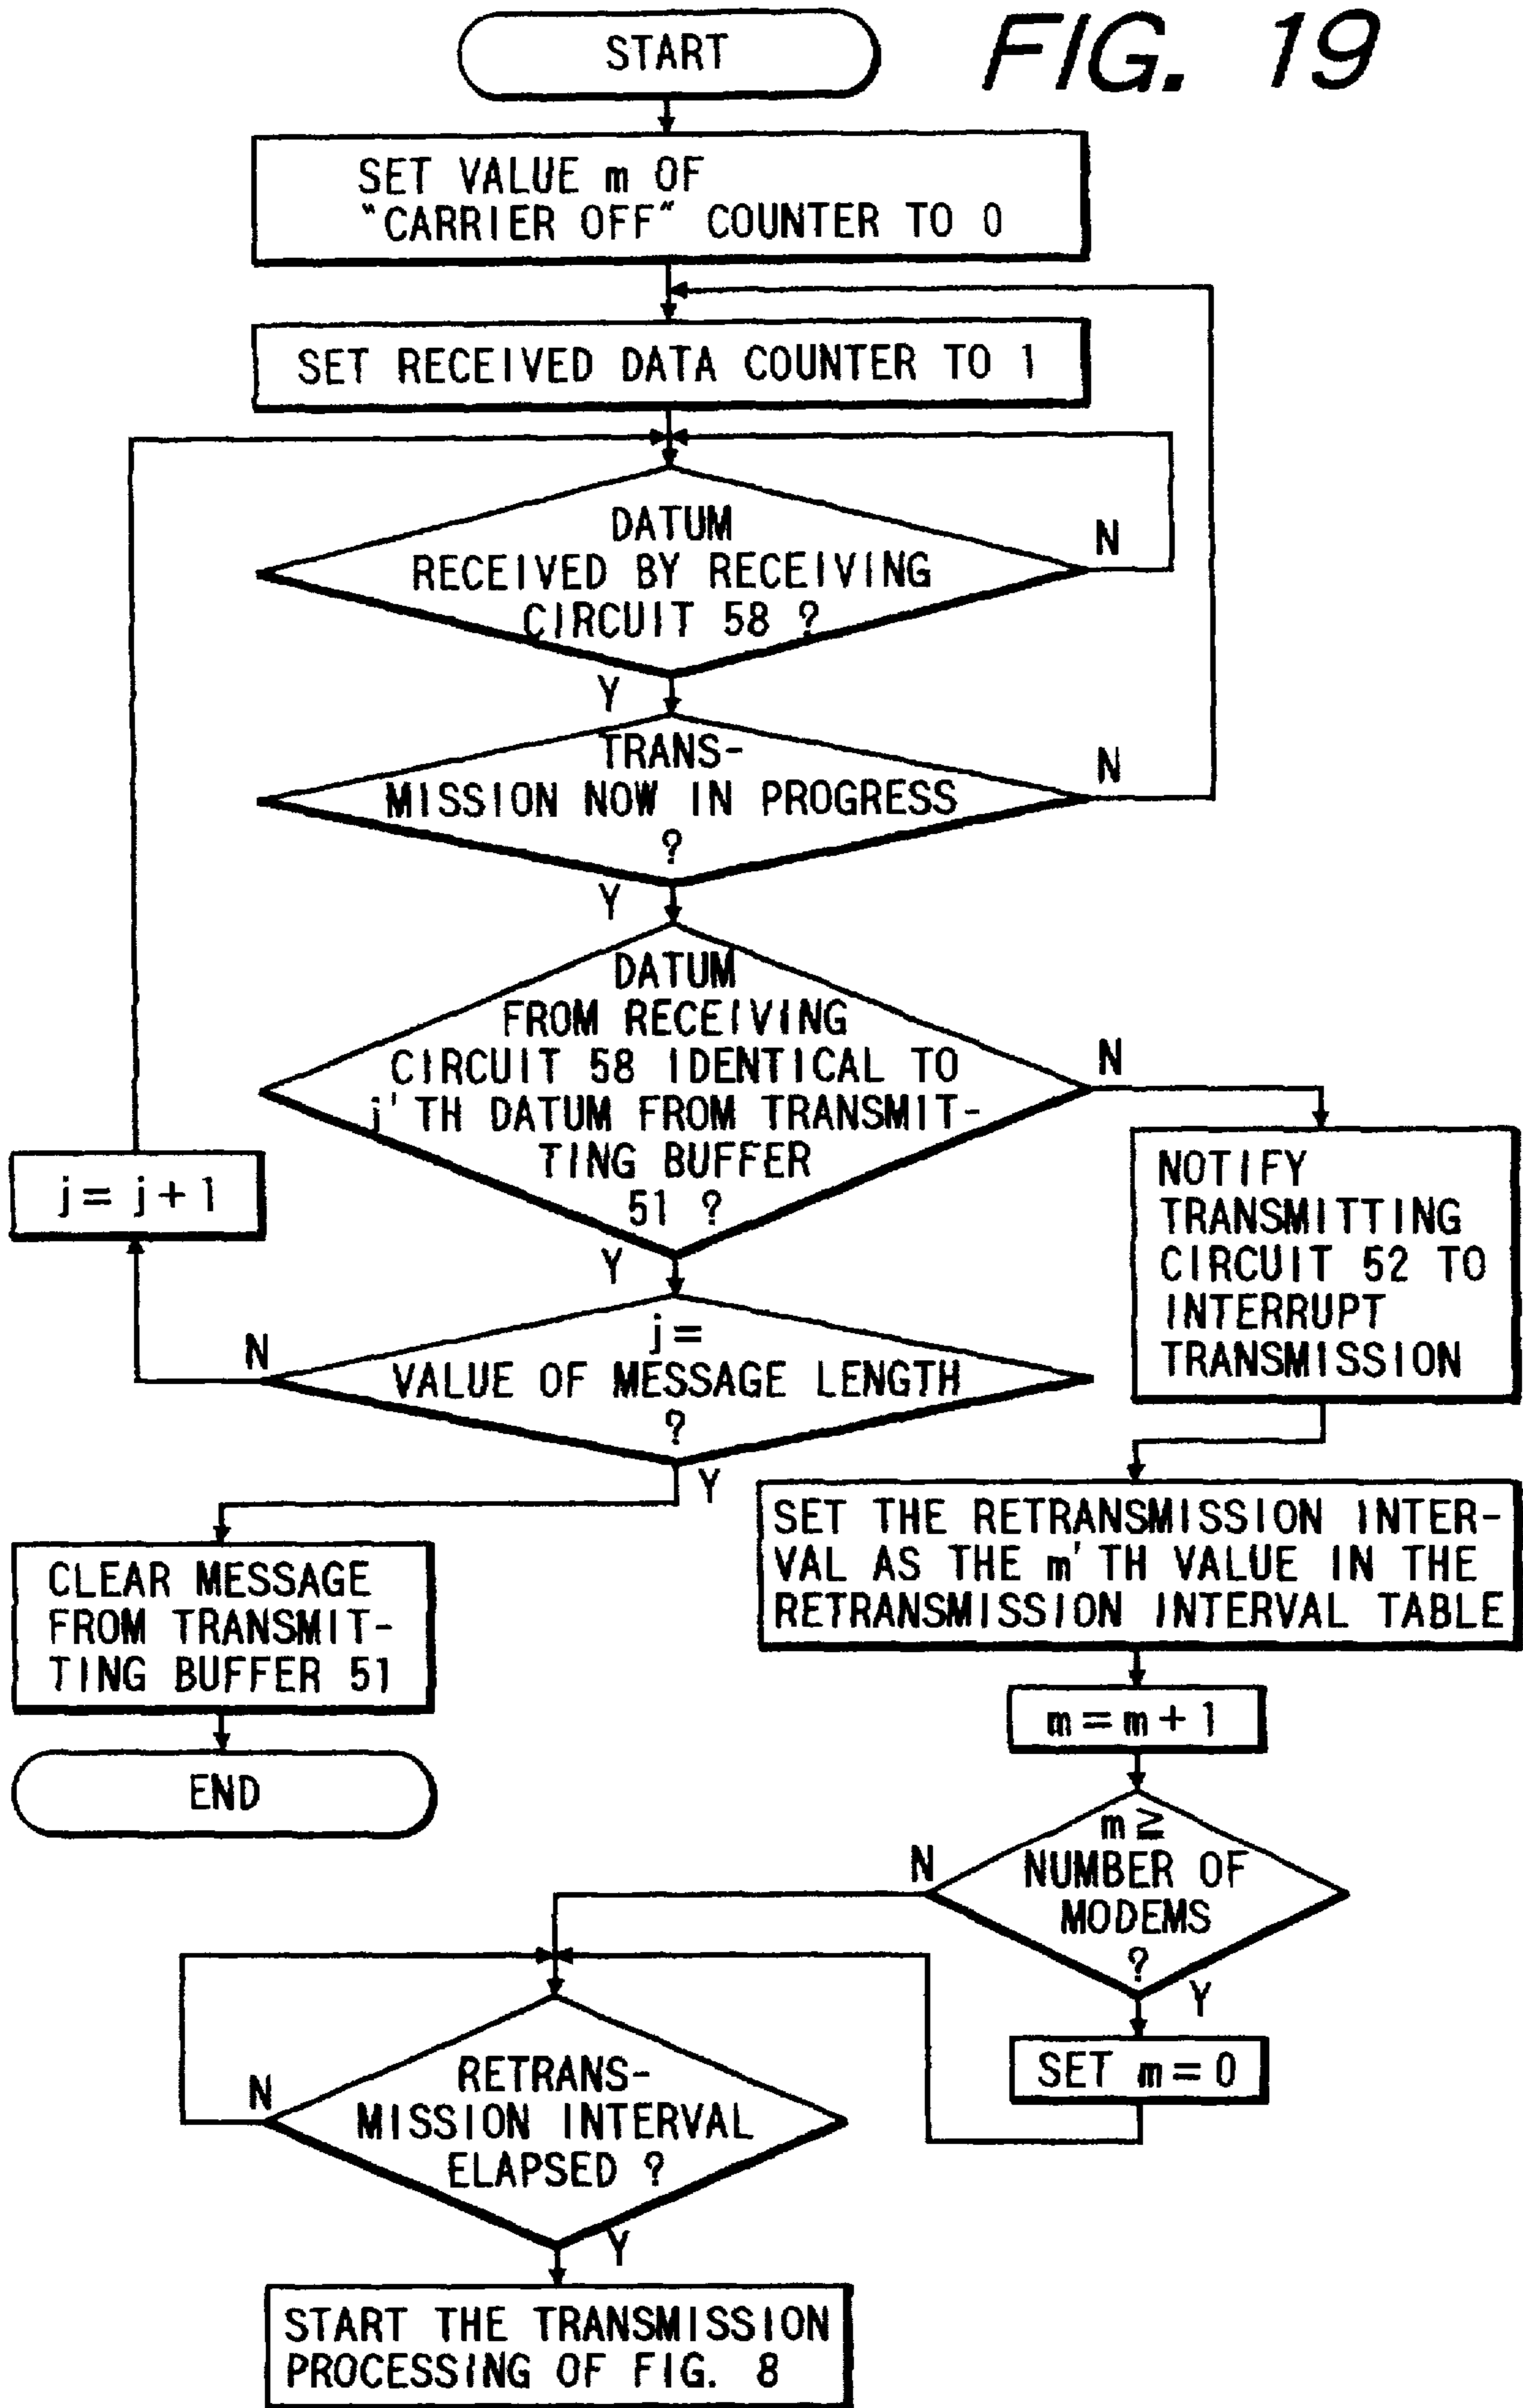 FIG. 19
START
SET VALUE m OF
"CARRIER OFF" COUNTER TO 0
SET RECEIVED DATA COUNTER TO 1
DATUM
RECEIVED BY RECEIVING
CIRCUIT 58 ?
N
Y
TRANS-
MISSION NOW IN PROGRESS
?
N
Y
DATUM
FROM RECEIVING
CIRCUIT 58 IDENTICAL TO
j'TH DATUM FROM TRANSMIT-
TING BUFFER
51 ?
N
Y
j = j + 1
NOTIFY
TRANSMITTING
CIRCUIT 52 TO
INTERRUPT
TRANSMISSION
j =
VALUE OF MESSAGE LENGTH
?
N
Y
CLEAR MESSAGE
FROM TRANSMIT-
TING BUFFER 51
END
SET THE RETRANSMISSION INTER-
VAL AS THE m'TH VALUE IN THE
RETRANSMISSION INTERVAL TABLE
m = m + 1
m ≧
NUMBER OF
MODEMS
?
N
Y
SET m = 0
RETRANS-
MISSION INTERVAL
ELAPSED ?
N
Y
START THE TRANSMISSION
PROCESSING OF FIG. 8